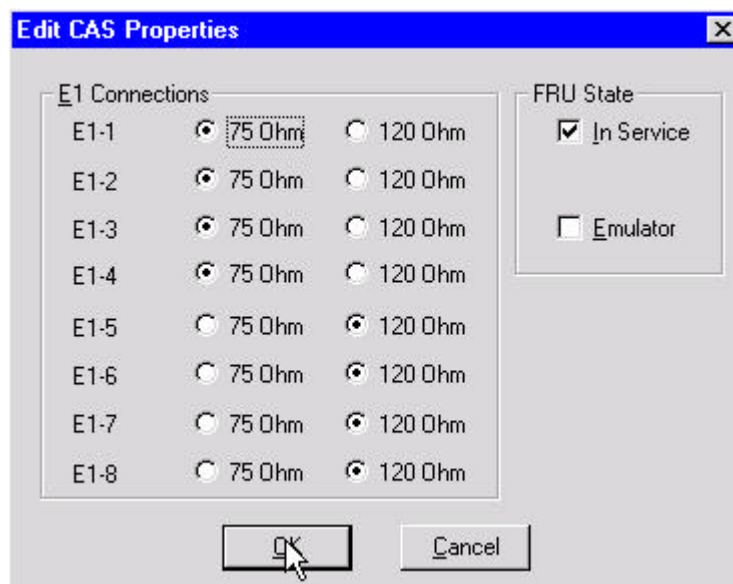 Edit CAS Properties
E1 Connections
E1-1 75 Ohm 120 Ohm
E1-2 75 Ohm 120 Ohm
E1-3 75 Ohm 120 Ohm
E1-4 75 Ohm 120 Ohm
E1-5 75 Ohm 120 Ohm
E1-6 75 Ohm 120 Ohm
E1-7 75 Ohm 120 Ohm
E1-8 75 Ohm 120 Ohm
FRU State
In Service
Emulator
OK Cancel